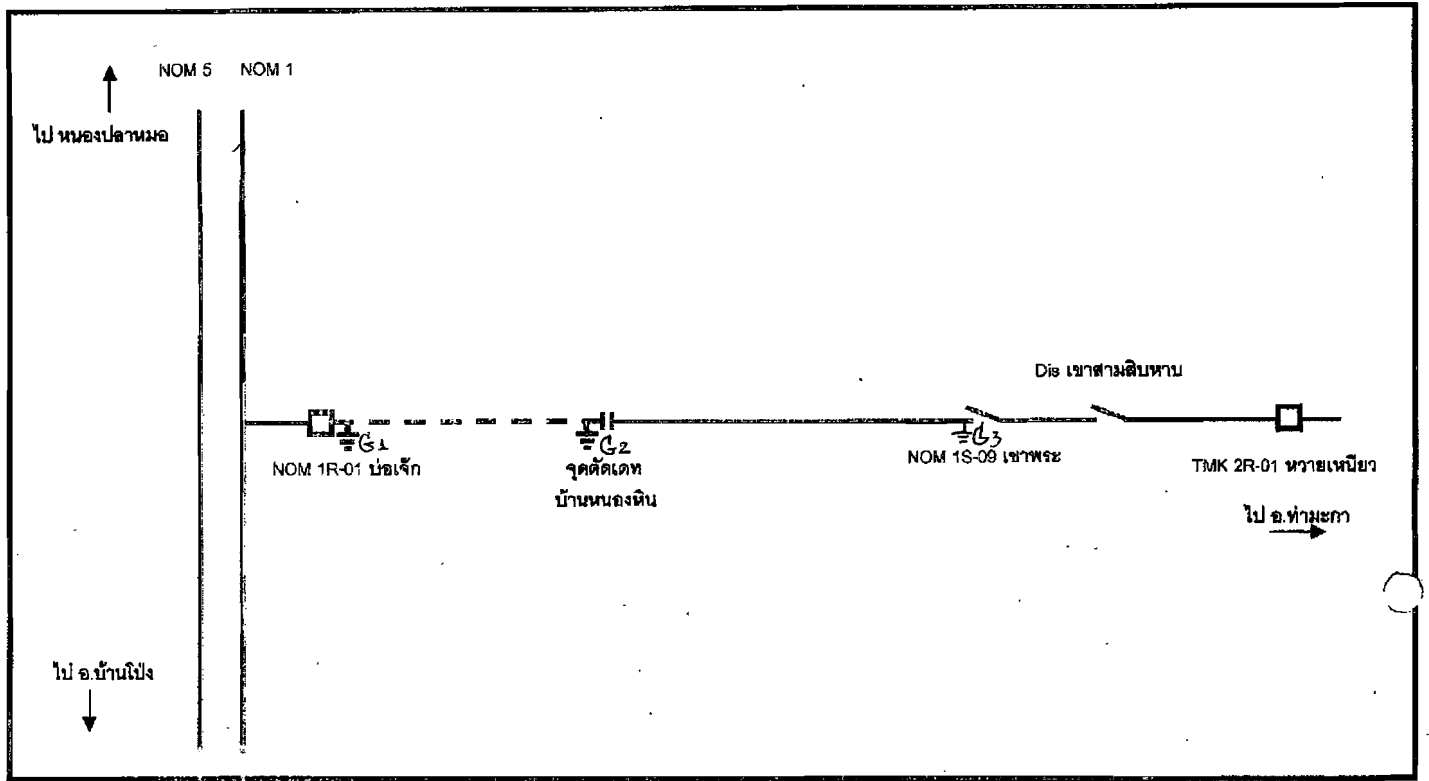 NOM 5 NOM 1
ไป หนองปลาหมอ
Dis เขาสามสิบหาบ
G1
G2
G3
NOM 1R-01 บ่อเจ๊ก
จุดตัดเดท
บ้านหนองหิน
NOM 1S-09 เขาพระ
TMK 2R-01 หวายเหนียว
ไป อ.ท่ามะกา
ไป อ.บ้านโป่ง